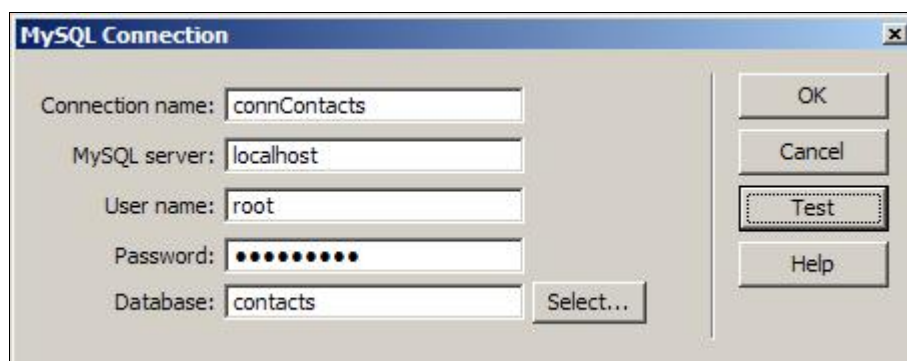 MySQL Connection
Connection name: connContacts
OK
MySQL server: localhost
Cancel
User name: root
Test
Password: •••••••••
Help
Database: contacts
Select...